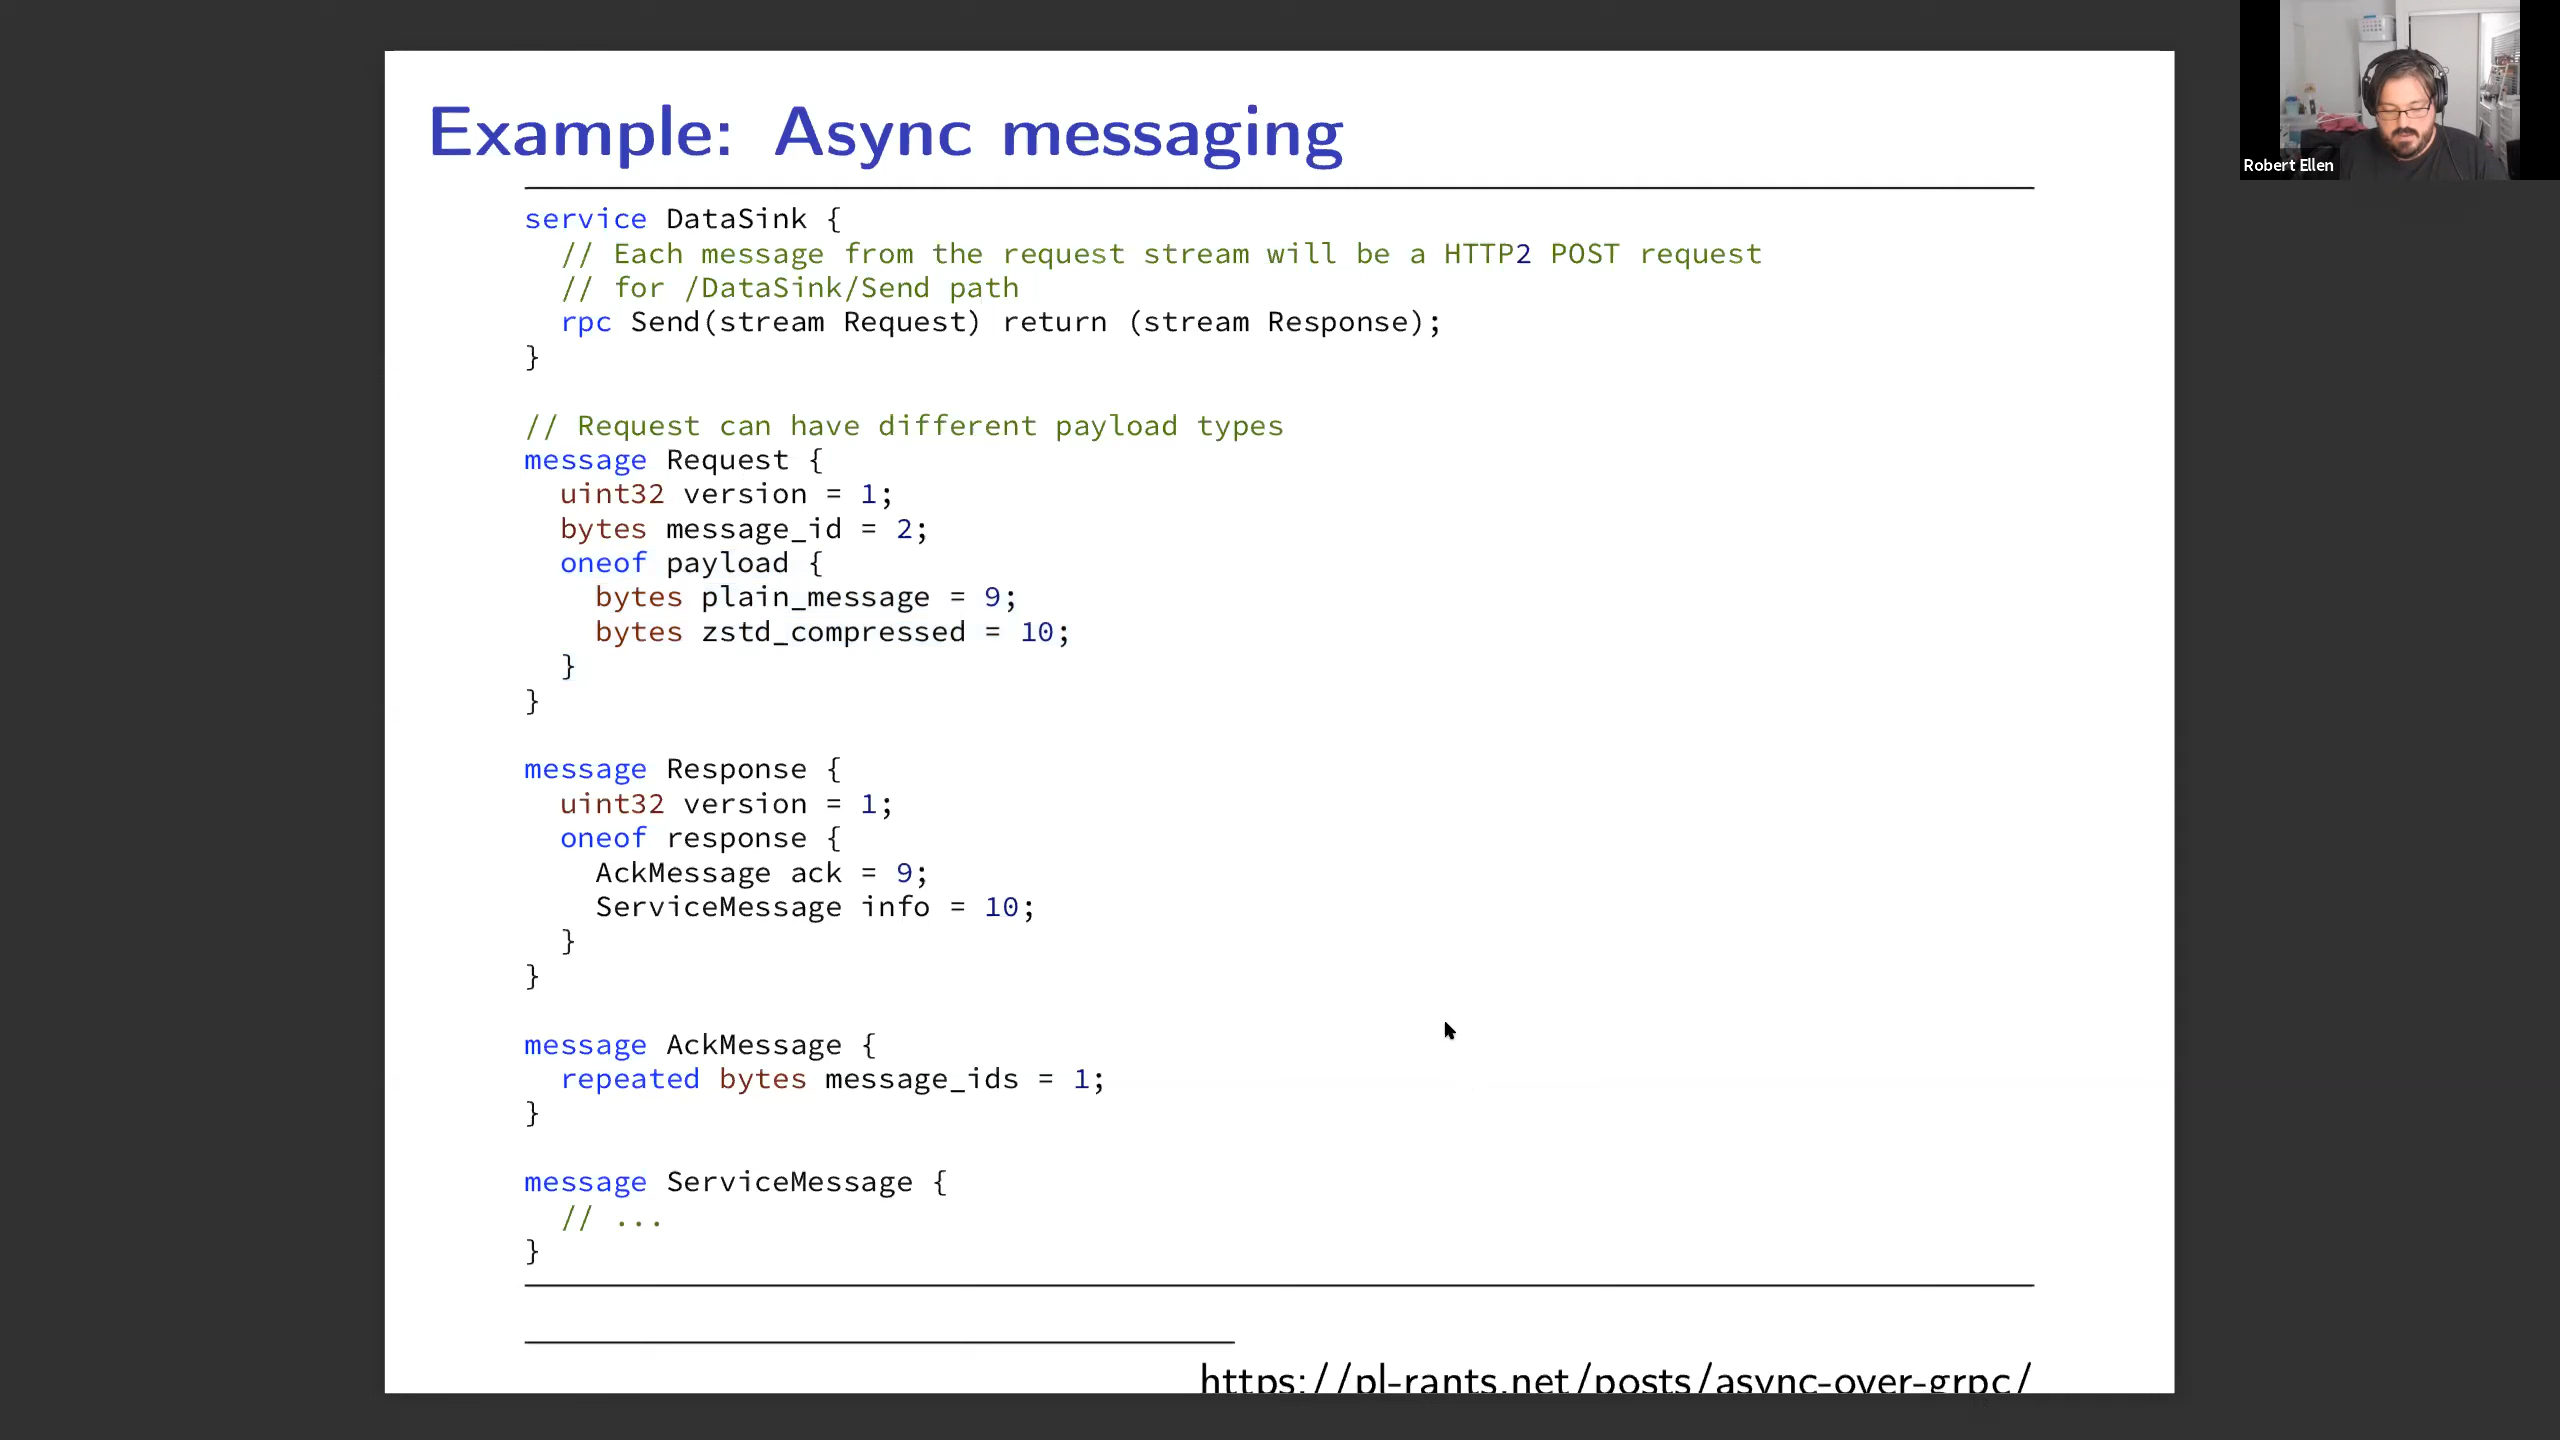 Example: Async messaging
service DataSink {
// Each message from the request stream will be a HTTP2 POST request
// for /DataSink/Send path
rpc Send(stream Request) return (stream Response);
}
// Request can have different payload types
message Request {
uint32 version = 1;
bytes message_id = 2;
oneof payload {
bytes plain_message = 9;
bytes zstd_compressed = 10;
}
}
message Response {
uint32 version = 1;
oneof response {
AckMessage ack = 9;
ServiceMessage info = 10;
}
}
message AckMessage {
repeated bytes message_ids = 1;
}
message ServiceMessage {
// ...
}
https://pl-rants.net/posts/async-over-grpc/
Robert Ellen